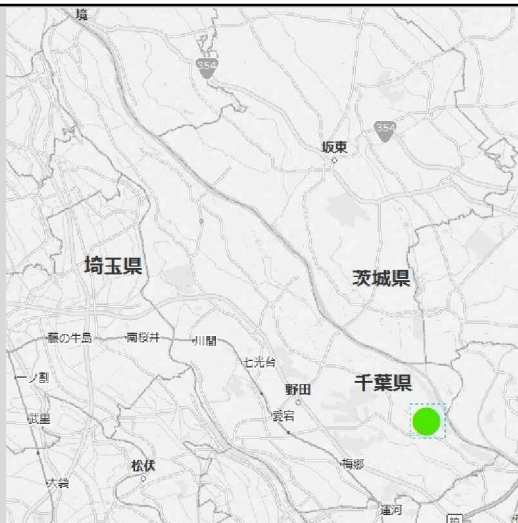 境
354
354
坂東
埼玉県
茨城県
藤の牛島
南桜井
川間
七光台
千葉県
一ノ割
野田
武里
愛宕
松伏
梅郷
大袋
運河
柏